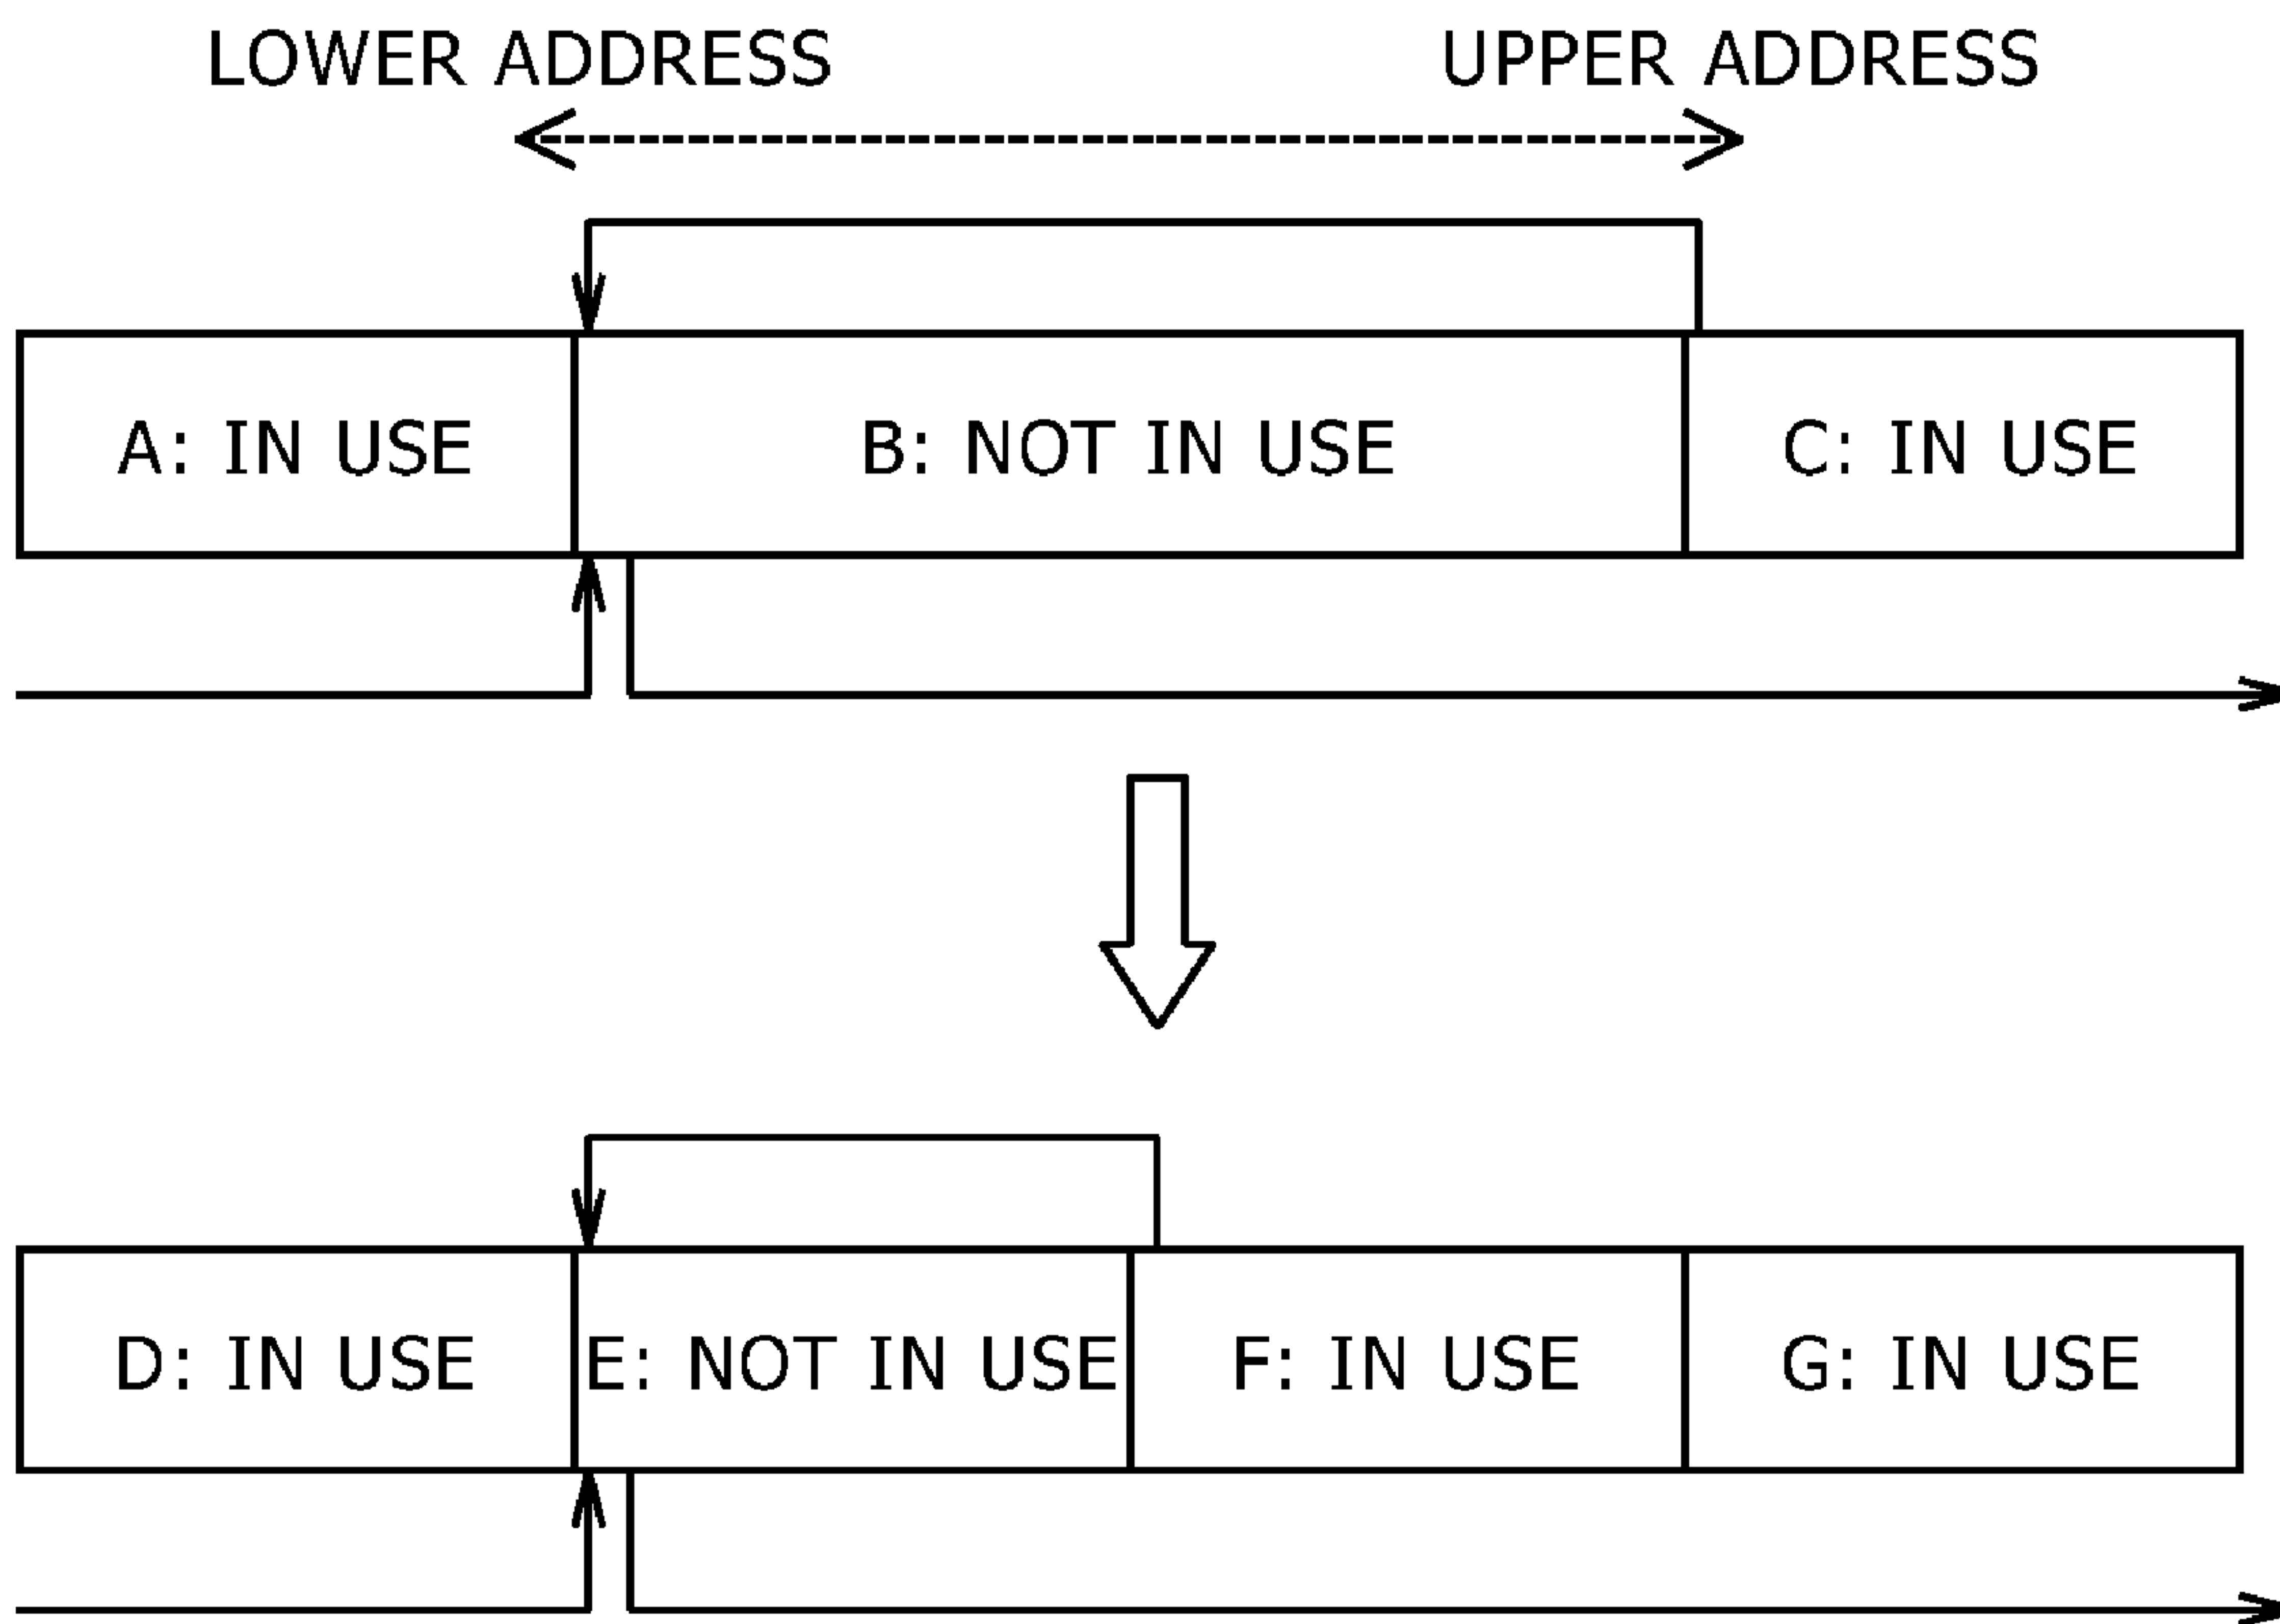 LOWER ADDRESS UPPER ADDRESS
A: IN USE B: NOT IN USE C: IN USE
D: IN USE E: NOT IN USE F: IN USE G: IN USE